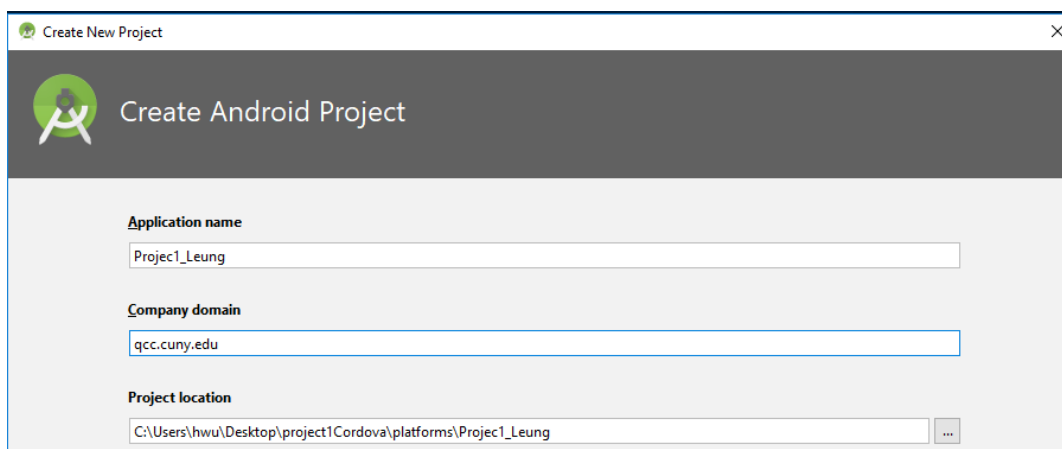 Create New Project
Create Android Project
Application name
Projec1_Leung
Company domain
qcc.cuny.edu
Project location
C:\Users\hwu\Desktop\project1Cordova\platforms\Projec1_Leung
...